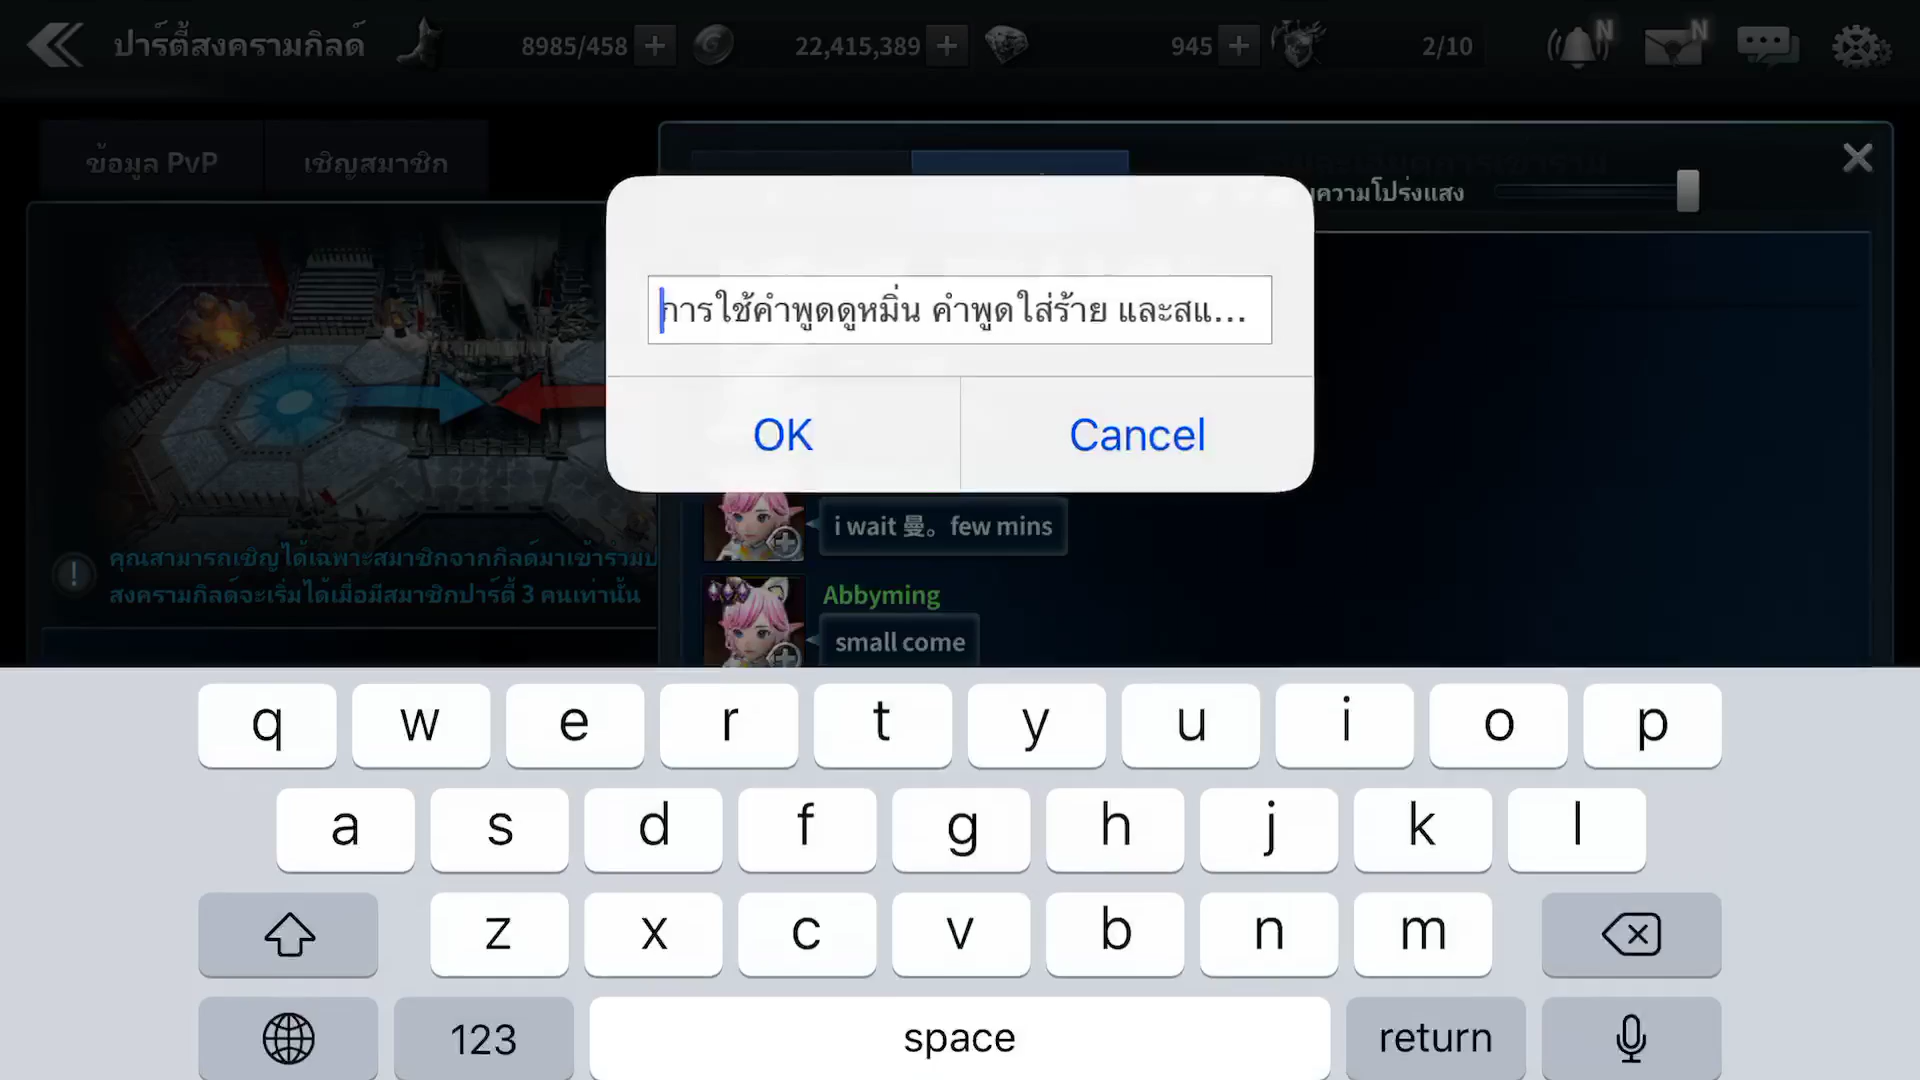 ปาร์ตี้สงครามกิลด์
8985/458
22,415,389
945
2/10
N
N
ข้อมูล PvP
เชิญสมาชิก
ความโปร่งแสง
การใช้คำพูดดูหมิ่น คำพูดใส่ร้าย และสแ...
OK
Cancel
i wait 曼。few mins
Abbyming
small come
คุณสามารถเชิญได้เฉพาะสมาชิกจากกิลด์มาเข้าร่วมป
สงครามกิลด์จะเริ่มได้เมื่อมีสมาชิกปาร์ตี้ 3 คนเท่านั้น
q w e r t y u i o p
a s d f g h j k l
z x c v b n m
123
space
return